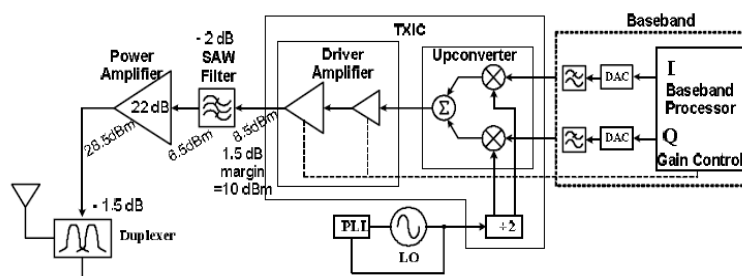 Baseband
TXIC
- 2 dB
SAW
Filter
Power
Amplifier
Driver
Amplifier
Upconverter
22 dB
28.5dBm
6.5dBm
8.5dBm
1.5 dB
margin
=10 dBm
Σ
DAC
DAC
I
Baseband
Processor
Q
Gain Control
- 1.5 dB
Duplexer
PLL
LO
÷2